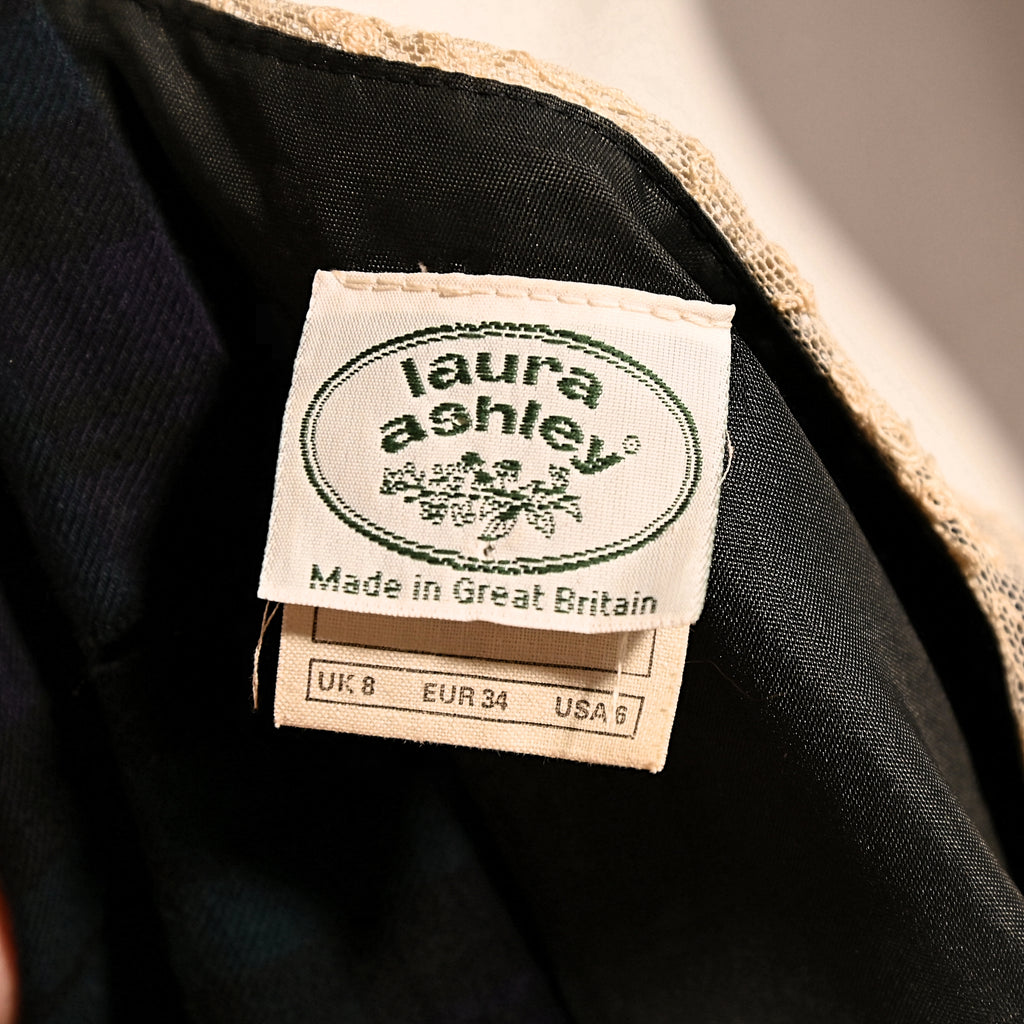 laura
ashley®
Made in Great Britain
UK 8 EUR 34 USA 6